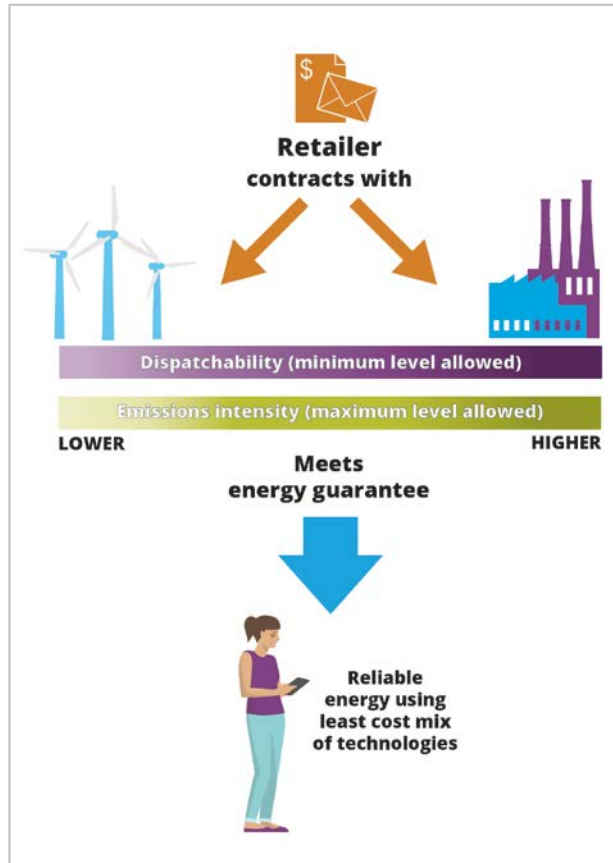 $
Retailer
contracts with
Dispatchability (minimum level allowed)
Emissions intensity (maximum level allowed)
LOWER HIGHER
Meets
energy guarantee
Reliable
energy using
least cost mix
of technologies